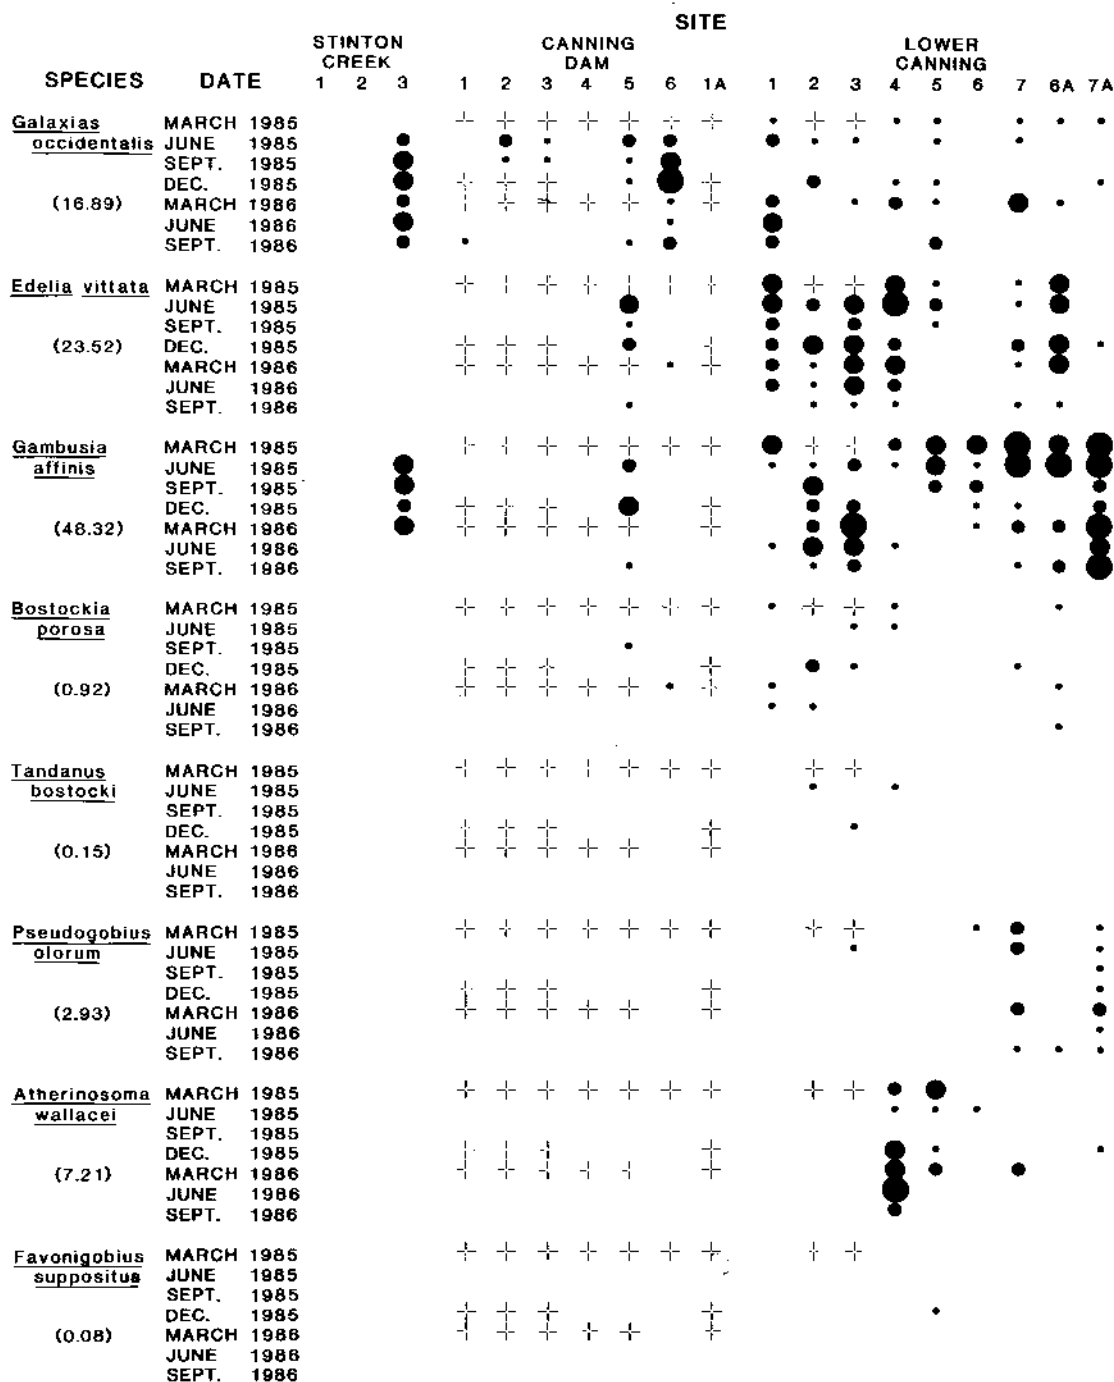 SITE
STINTON CREEK CANNING DAM LOWER CANNING
SPECIES DATE 1 2 3 1 2 3 4 5 6 1A 1 2 3 4 5 6 7 6A 7A
Galaxias MARCH 1985
occidentalis JUNE 1985
SEPT. 1985
DEC. 1985
(16.89) MARCH 1986
JUNE 1986
SEPT. 1986
Edelia vittata MARCH 1985
JUNE 1985
SEPT. 1985
(23.52) DEC. 1985
MARCH 1986
JUNE 1986
SEPT. 1986
Gambusia MARCH 1985
affinis JUNE 1985
SEPT. 1985
DEC. 1985
(48.32) MARCH 1986
JUNE 1986
SEPT. 1986
Bostockia MARCH 1985
porosa JUNE 1985
SEPT. 1985
DEC. 1985
(0.92) MARCH 1986
JUNE 1986
SEPT. 1986
Tandanus MARCH 1985
bostocki JUNE 1985
SEPT. 1985
DEC. 1985
(0.15) MARCH 1986
JUNE 1986
SEPT. 1986
Pseudogobius MARCH 1985
olorum JUNE 1985
SEPT. 1985
DEC. 1985
(2.93) MARCH 1986
JUNE 1986
SEPT. 1986
Atherinosoma MARCH 1985
wallacei JUNE 1985
SEPT. 1985
DEC. 1985
(7.21) MARCH 1986
JUNE 1986
SEPT. 1986
Favonigobius MARCH 1985
suppositus JUNE 1985
SEPT. 1985
DEC. 1985
(0.08) MARCH 1986
JUNE 1986
SEPT. 1986